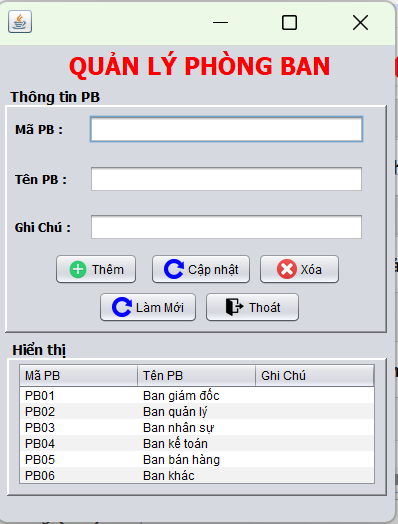 QUẢN LÝ PHÒNG BAN
Thông tin PB
Mã PB :
Tên PB :
Ghi Chú :
Thêm Cập nhật Xóa
Làm Mới Thoát
Hiển thị
Mã PB Tên PB Ghi Chú
PB01 Ban giám đốc
PB02 Ban quản lý
PB03 Ban nhân sự
PB04 Ban kế toán
PB05 Ban bán hàng
PB06 Ban khác